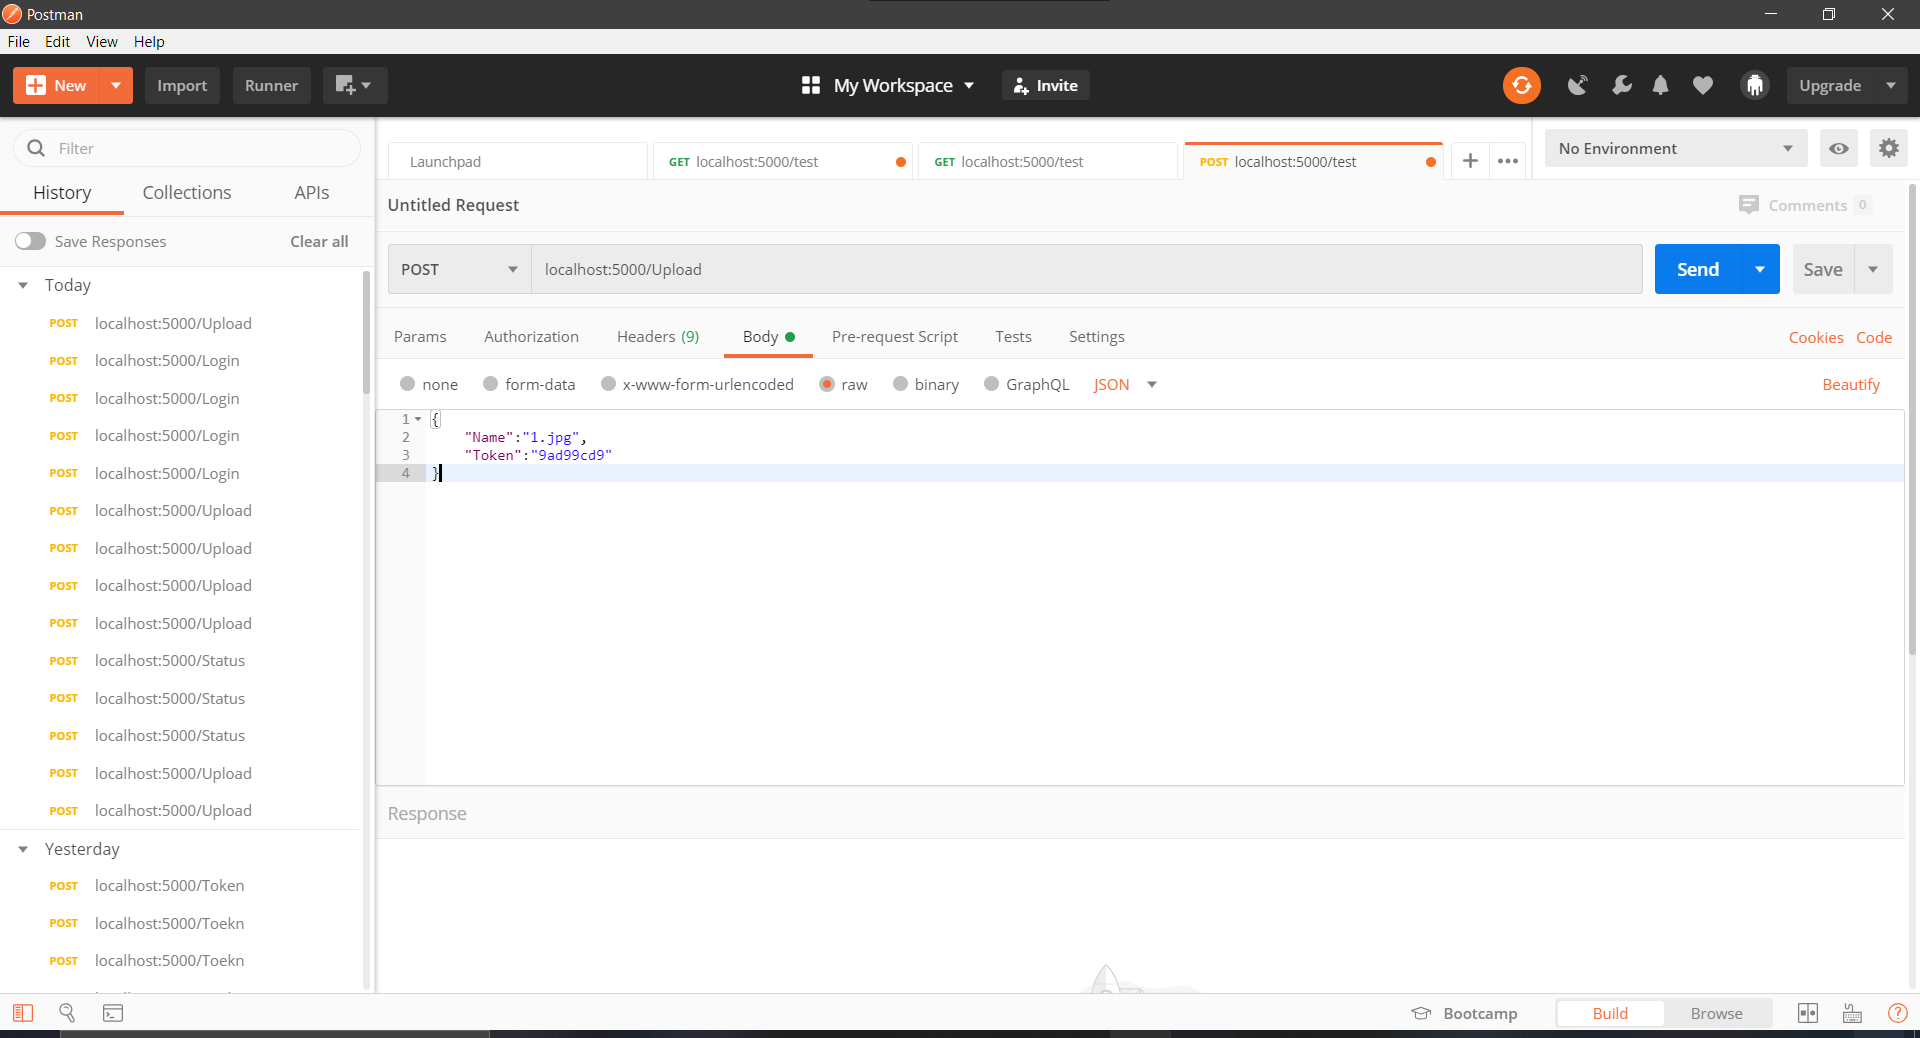 Postman
File Edit View Help
New Import Runner My Workspace Invite Upgrade
Filter
History Collections APIs
Save Responses Clear all
Today
POST localhost:5000/Upload
POST localhost:5000/Login
POST localhost:5000/Login
POST localhost:5000/Login
POST localhost:5000/Login
POST localhost:5000/Upload
POST localhost:5000/Upload
POST localhost:5000/Upload
POST localhost:5000/Upload
POST localhost:5000/Status
POST localhost:5000/Status
POST localhost:5000/Status
POST localhost:5000/Upload
POST localhost:5000/Upload
Yesterday
POST localhost:5000/Token
POST localhost:5000/Toekn
POST localhost:5000/Toekn
Launchpad GET localhost:5000/test GET localhost:5000/test POST localhost:5000/test No Environment
Untitled Request Comments 0
POST localhost:5000/Upload Send Save
Params Authorization Headers (9) Body Pre-request Script Tests Settings Cookies Code
none form-data x-www-form-urlencoded raw binary GraphQL JSON Beautify
1 {
2 "Name":"1.jpg",
3 "Token":"9ad99cd9"
4 }
Response
Bootcamp Build Browse